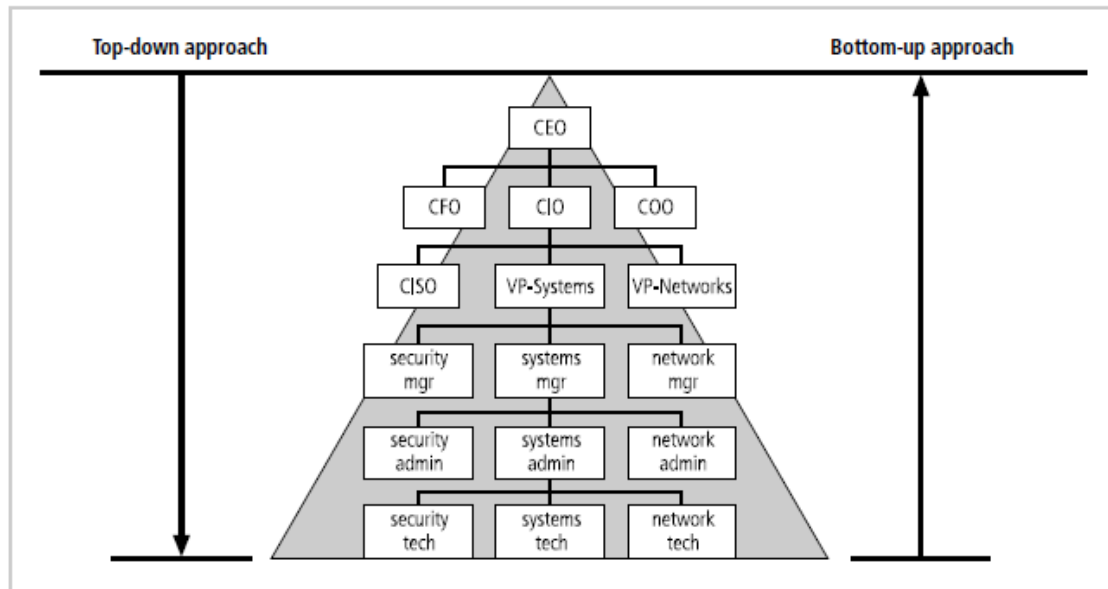 Top-down approach
Bottom-up approach
CEO
CFO
CIO
COO
CISO
VP-Systems
VP-Networks
security
mgr
systems
mgr
network
mgr
security
admin
systems
admin
network
admin
security
tech
systems
tech
network
tech